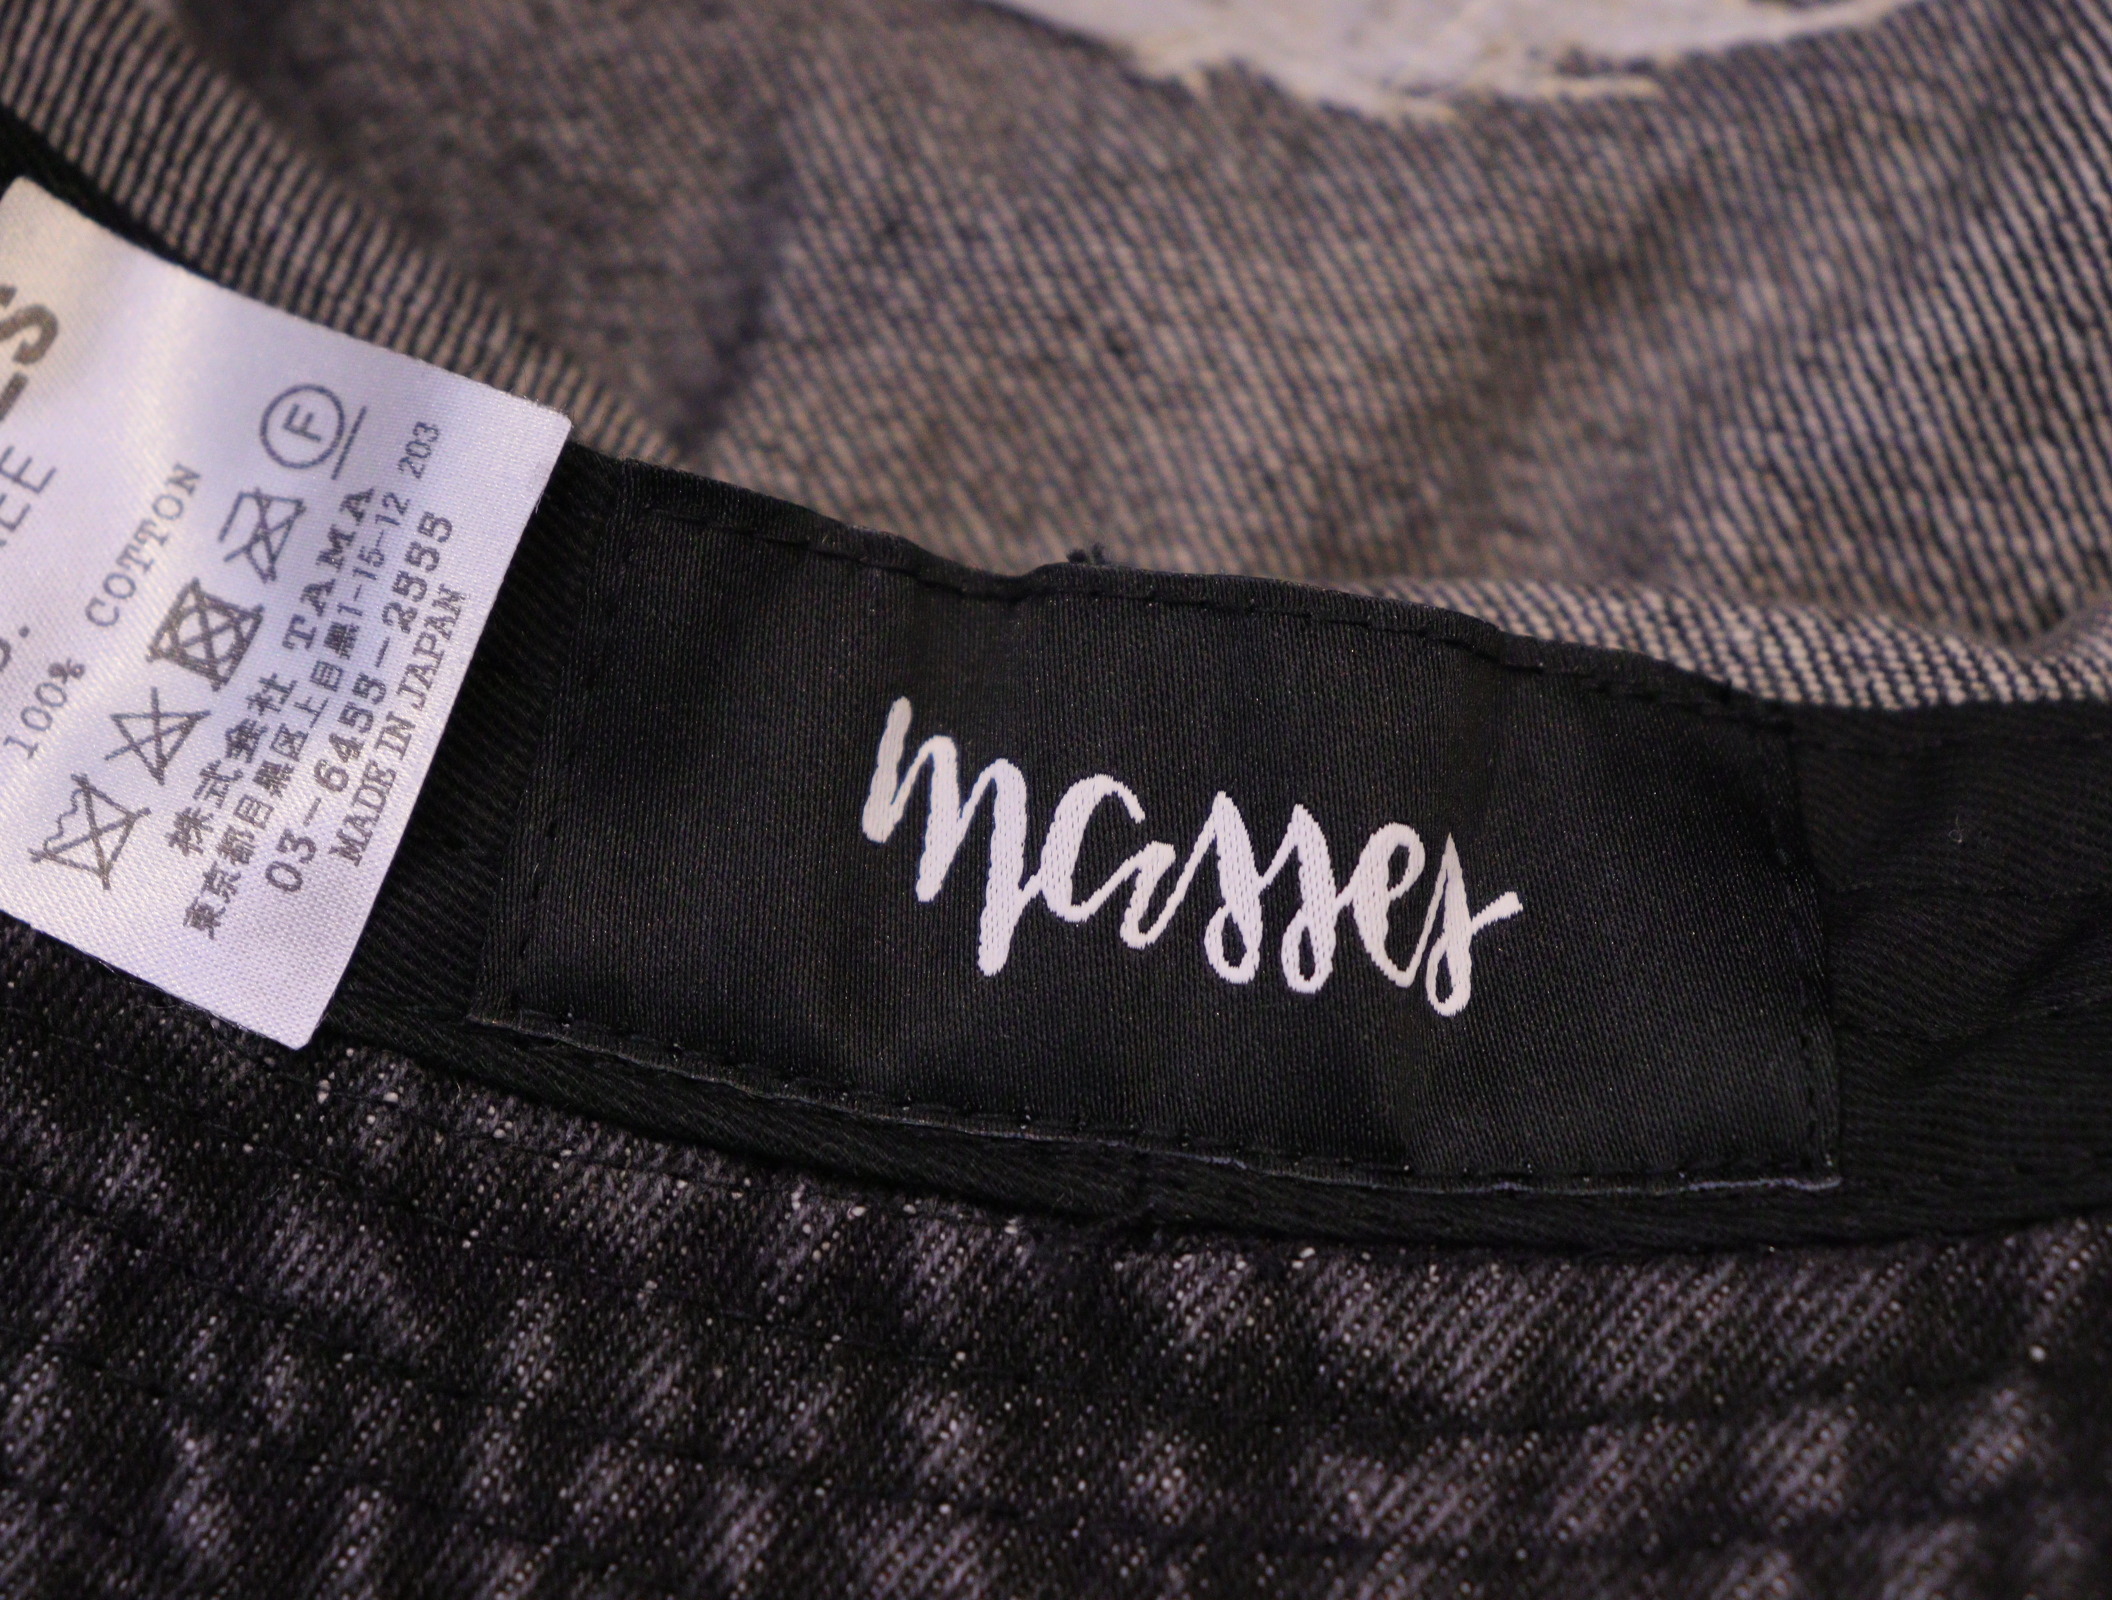 100% COTTON
F
株式会社 TAMA
東京都目黒区上目黒1-15-12 203
03-6455-2555
MADE IN JAPAN
masses